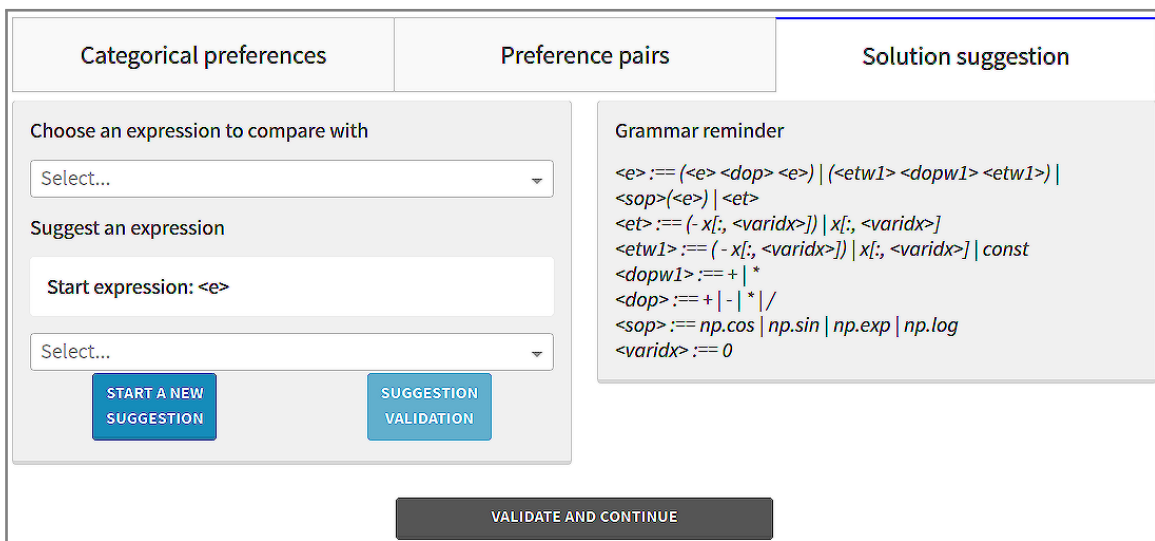 Categorical preferences
Preference pairs
Solution suggestion
Choose an expression to compare with
Select...
Suggest an expression
Start expression: <e>
Select...
START A NEW
SUGGESTION
SUGGESTION
VALIDATION
Grammar reminder
<e> :== (<e> <dop> <e>) | (<etw1> <dopw1> <etw1>) |
<sop>(<e>) | <et>
<et> :== (- x[:, <varidx>]) | x[:, <varidx>]
<etw1> :== ( - x[:, <varidx>]) | x[:, <varidx>] | const
<dopw1> :== + | *
<dop> :== + | - | * | /
<sop> :== np.cos | np.sin | np.exp | np.log
<varidx> :== 0
VALIDATE AND CONTINUE